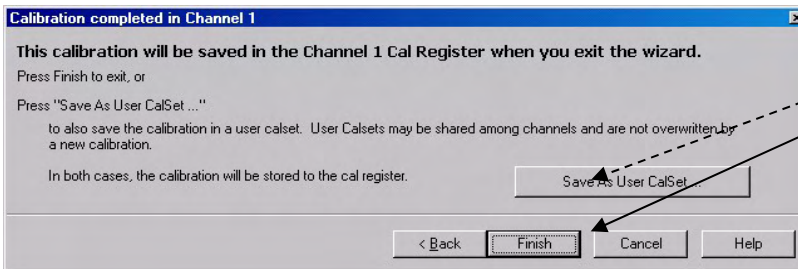 Calibration completed in Channel 1
This calibration will be saved in the Channel 1 Cal Register when you exit the wizard.
Press Finish to exit, or
Press "Save As User CalSet ..."
to also save the calibration in a user calset. User Calsets may be shared among channels and are not overwritten by
a new calibration.
In both cases, the calibration will be stored to the cal register.
Save As User CalSet ...
< Back Finish Cancel Help